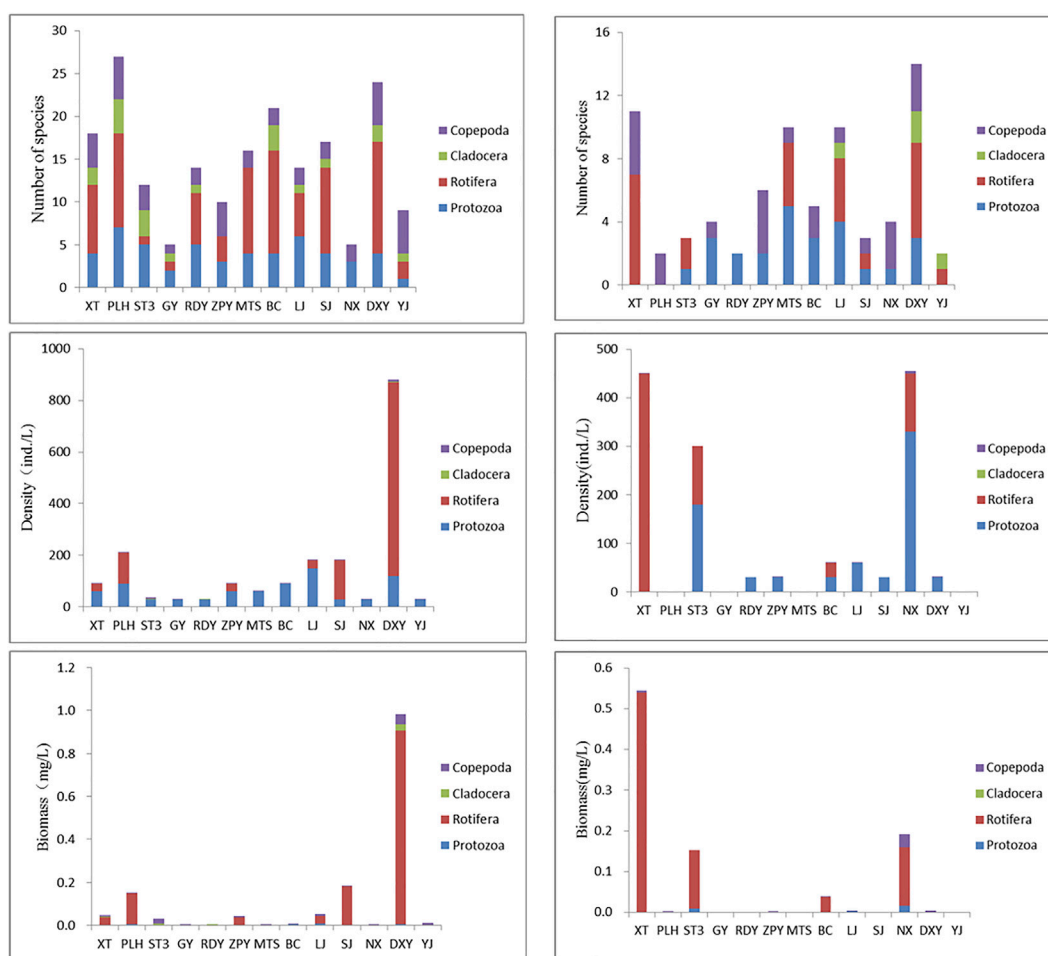 30
25
20
15
10
5
0
Number of species
XT PLH ST3 GY RDY ZPY MTS BC LJ SJ NX DXY YJ
Copepoda
Cladocera
Rotifera
Protozoa
16
12
8
4
0
Number of species
XT PLH ST3 GY RDY ZPY MTS BC LJ SJ NX DXY YJ
Copepoda
Cladocera
Rotifera
Protozoa
1000
800
600
400
200
0
Density（ind./L）
XT PLH ST3 GY RDY ZPY MTS BC LJ SJ NX DXY YJ
Copepoda
Cladocera
Rotifera
Protozoa
500
400
300
200
100
0
Density(ind./L)
XT PLH ST3 GY RDY ZPY MTS BC LJ SJ NX DXY YJ
Copepoda
Cladocera
Rotifera
Protozoa
1.2
1.0
0.8
0.6
0.4
0.2
0.0
Biomass（mg/L）
XT PLH ST3 GY RDY ZPY MTS BC LJ SJ NX DXY YJ
Copepoda
Cladocera
Rotifera
Protozoa
0.6
0.5
0.4
0.3
0.2
0.1
0.0
Biomass(mg/L)
XT PLH ST3 GY RDY ZPY MTS BC LJ SJ NX DXY YJ
Copepoda
Cladocera
Rotifera
Protozoa